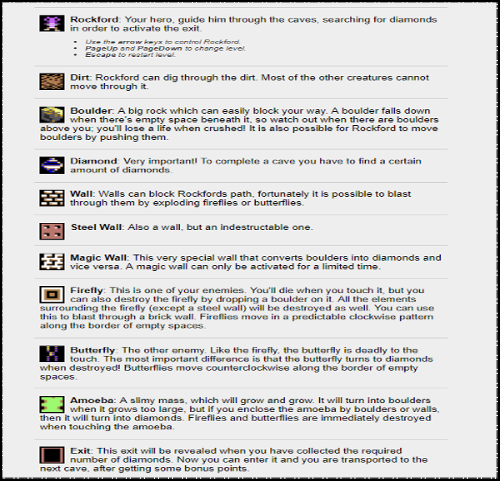 Rockford: Your hero, guide him through the caves, searching for diamonds
in order to activate the exit.
• Use the arrow keys to control Rockford.
• PageUp and PageDown to change level.
• Escape to restart level.
Dirt: Rockford can dig through the dirt. Most of the other creatures cannot
move through it.
Boulder: A big rock which can easily block your way. A boulder falls down
when there's empty space beneath it, so watch out when there are boulders
above you; you'll lose a life when crushed! It is also possible for Rockford to move
boulders by pushing them.
Diamond: Very important! To complete a cave you have to find a certain
amount of diamonds.
Wall: Walls can block Rockfords path, fortunately it is possible to blast
through them by exploding fireflies or butterflies.
Steel Wall: Also a wall, but an indestructable one.
Magic Wall: This very special wall that converts boulders into diamonds and
vice versa. A magic wall can only be activated for a limited time.
Firefly: This is one of your enemies. You'll die when you touch it, but you
can also destroy the firefly by dropping a boulder on it. All the elements
surrounding the firefly (except a steel wall) will be destroyed as well. You can use
this to blast through a brick wall. Fireflies move in a predictable clockwise pattern
along the border of empty spaces.
Butterfly: The other enemy. Like the firefly, the butterfly is deadly to the
touch. The most important difference is that the butterfly turns to diamonds
when destroyed! Butterflies move counterclockwise along the border of empty
spaces.
Amoeba: A slimy mass, which will grow and grow. It will turn into boulders
when it grows too large, but if you enclose the amoeba by boulders or walls,
then it will turn into diamonds. Fireflies and butterflies are immediately destroyed
when touching the amoeba.
Exit: This exit will be revealed when you have collected the required
number of diamonds. Now you can enter it and you are transported to the
next cave, after getting some bonus points.